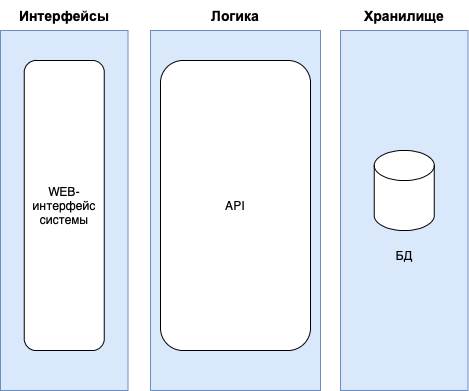 Интерфейсы
Логика
Хранилище
WEB-
интерфейс
системы
API
БД